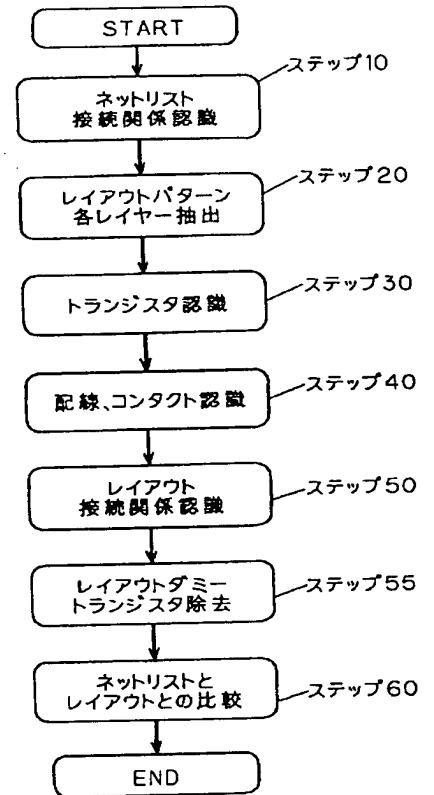 START
ステップ10
ネットリスト
接続関係認識
ステップ20
レイアウトパターン
各レイヤー抽出
ステップ30
トランジスタ認識
ステップ40
配線、コンタクト認識
ステップ50
レイアウト
接続関係認識
ステップ55
レイアウトダミー
トランジスタ除去
ステップ60
ネットリストと
レイアウトとの比較
END